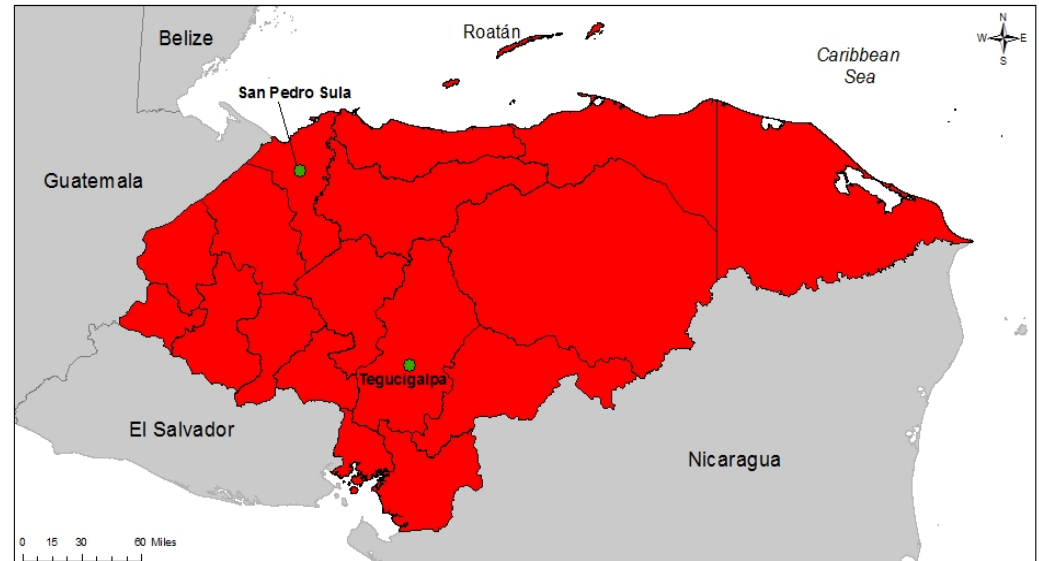 Belize
Roatán
N
W E
S
Caribbean
Sea
San Pedro Sula
Guatemala
Tegucigalpa
El Salvador
Nicaragua
0 15 30 60 Miles